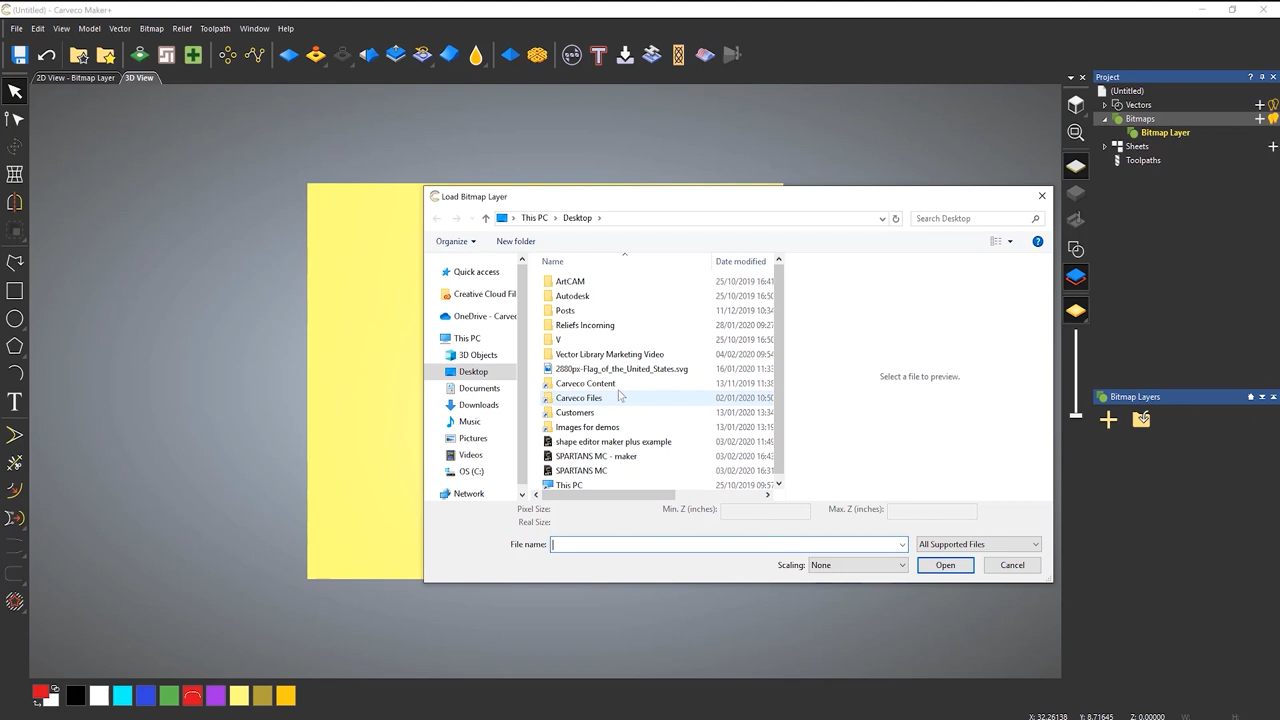 (Untitled) - Carveco Maker+
File Edit View Model Vector Bitmap Relief Toolpath Window Help
2D View - Bitmap Layer 3D View
Project
(Untitled)
Vectors
Bitmaps
Bitmap Layer
Sheets
Toolpaths
Bitmap Layers
Load Bitmap Layer
This PC Desktop
Search Desktop
Organize New folder
Name Date modified
Quick access
Creative Cloud Fil
OneDrive - Carvec
This PC
3D Objects
Desktop
Documents
Downloads
Music
Pictures
Videos
OS (C:)
Network
ArtCAM 25/10/2019 16:41
Autodesk 25/10/2019 16:50
Posts 11/12/2019 10:34
Reliefs Incoming 28/01/2020 09:27
V 25/10/2019 16:50
Vector Library Marketing Video 04/02/2020 09:54
2880px-Flag_of_the_United_States.svg 16/01/2020 11:33
Carveco Content 13/11/2019 11:38
Carveco Files 02/01/2020 10:50
Customers 13/01/2020 13:34
Images for demos 13/01/2020 13:19
shape editor maker plus example 03/02/2020 11:49
SPARTANS MC - maker 03/02/2020 16:43
SPARTANS MC 03/02/2020 16:31
This PC 25/10/2019 09:57
Select a file to preview.
Pixel Size: Min. Z (inches): Max. Z (inches):
Real Size:
File name: All Supported Files
Scaling: None Open Cancel
X: 32.26138 Y: 8.71645 Z: 0.00000 W: H: